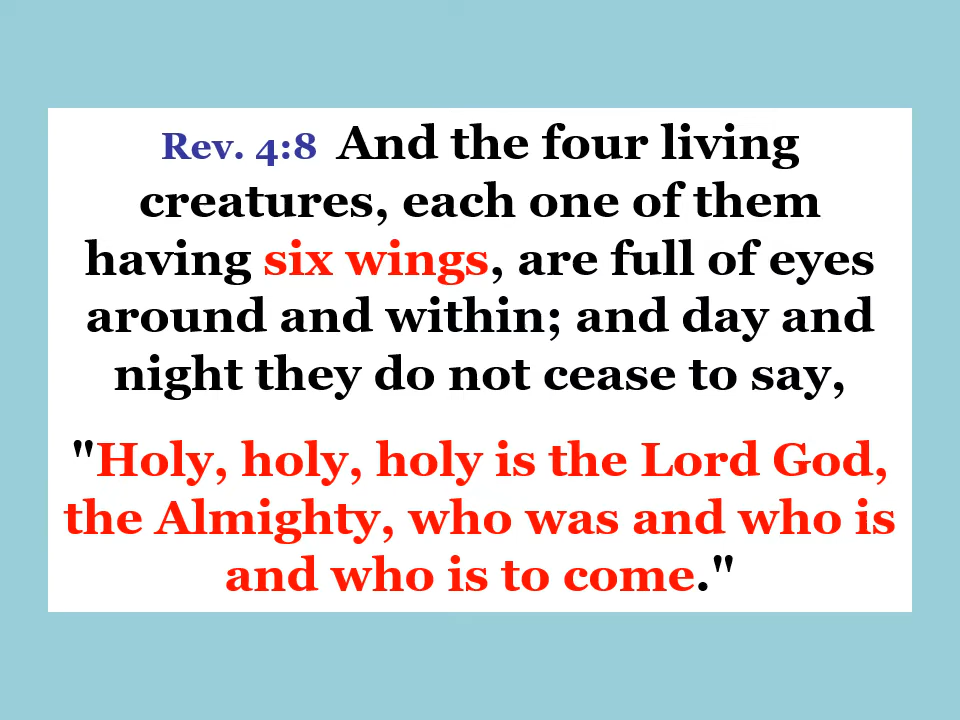 Rev. 4:8 And the four living
creatures, each one of them
having six wings, are full of eyes
around and within; and day and
night they do not cease to say,
"Holy, holy, holy is the Lord God,
the Almighty, who was and who is
and who is to come."